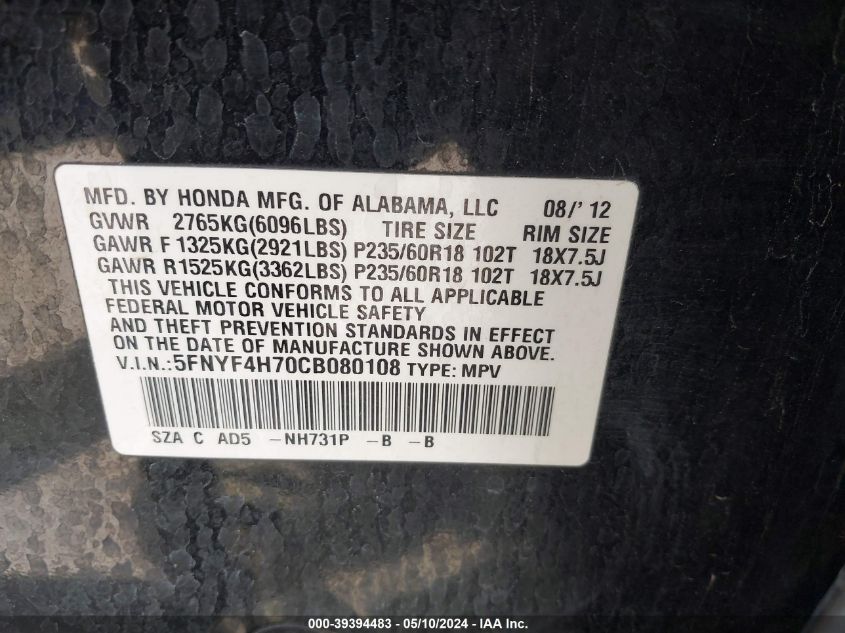 MFD. BY HONDA MFG. OF ALABAMA, LLC 08/' 12
GVWR 2765KG(6096LBS) TIRE SIZE RIM SIZE
GAWR F 1325KG(2921LBS) P235/60R18 102T 18X7.5J
GAWR R1525KG(3362LBS) P235/60R18 102T 18X7.5J
THIS VEHICLE CONFORMS TO ALL APPLICABLE
FEDERAL MOTOR VEHICLE SAFETY
AND THEFT PREVENTION STANDARDS IN EFFECT
ON THE DATE OF MANUFACTURE SHOWN ABOVE.
V.I.N.:5FNYF4H70CB080108 TYPE: MPV
SZA C AD5 -NH731P -B -B
000-39394483 - 05/10/2024 - IAA Inc.